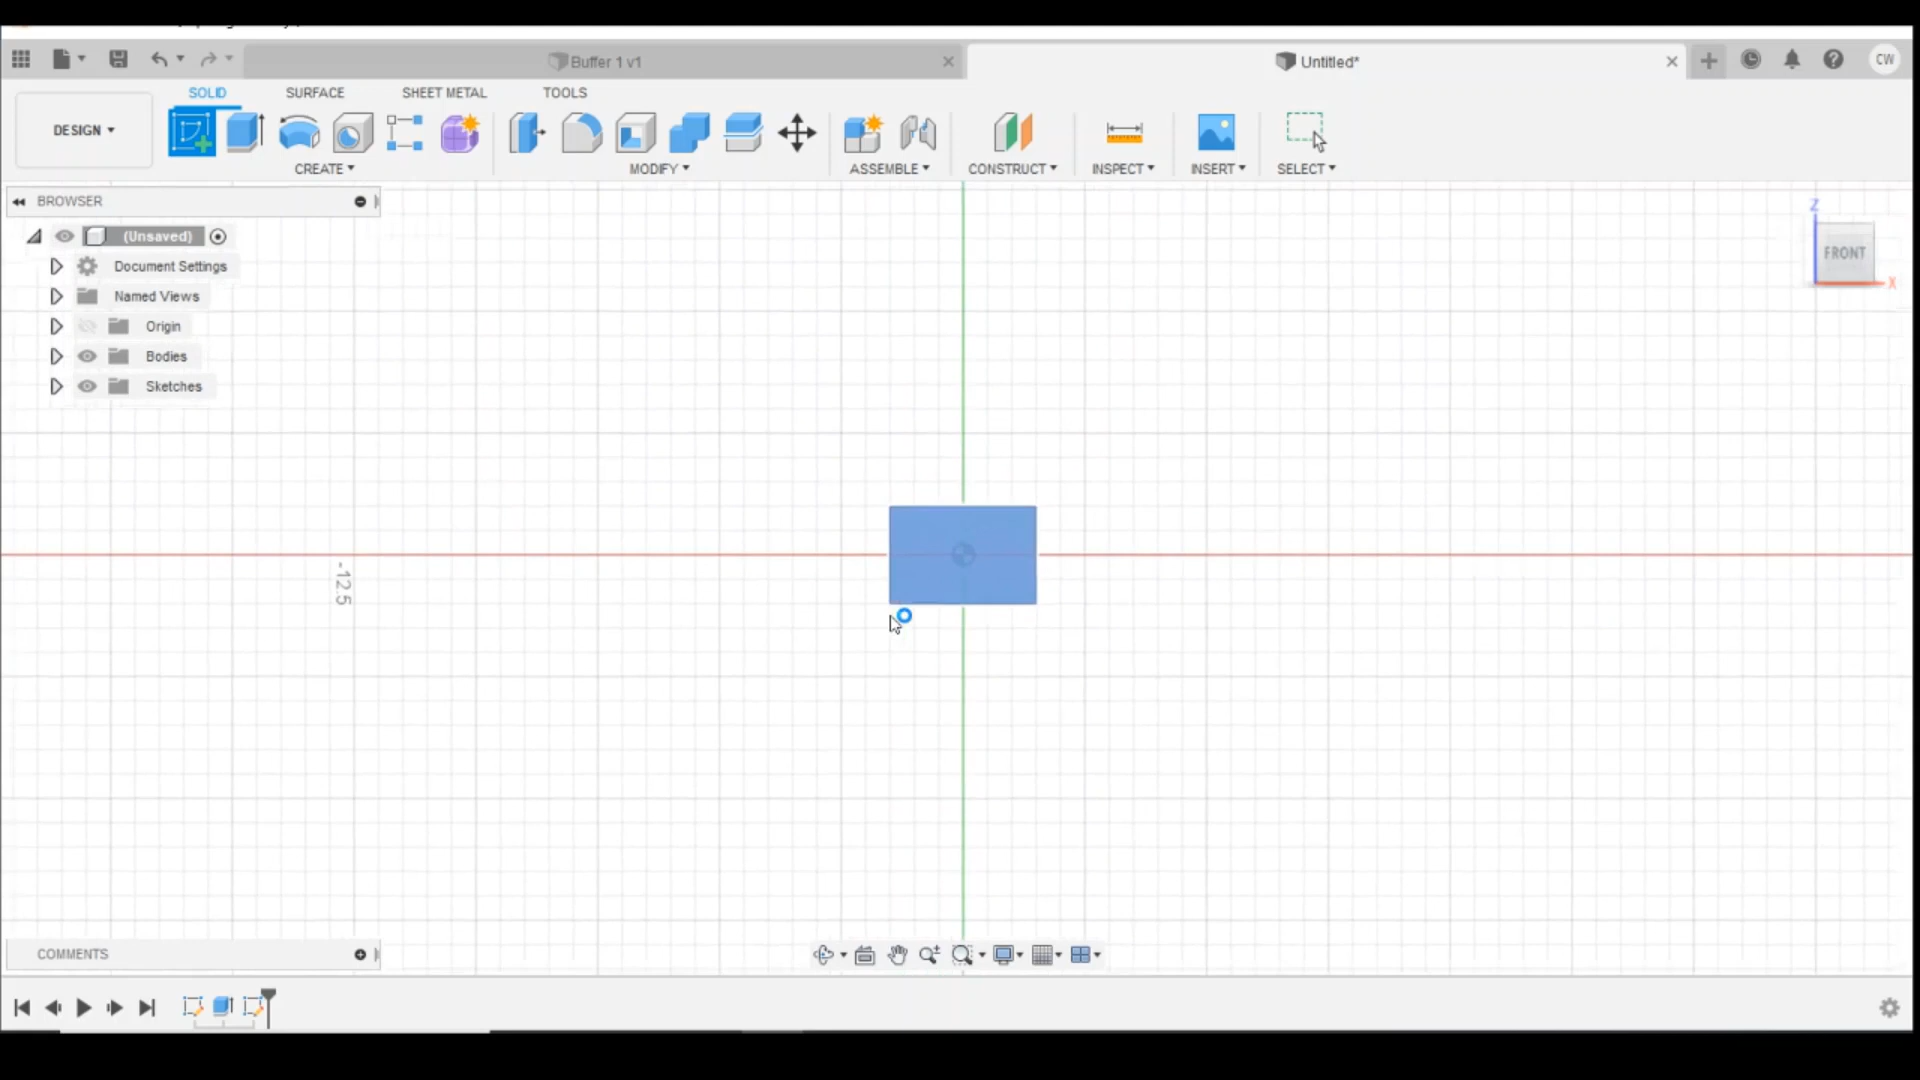 Buffer 1 v1
Untitled*
CW
DESIGN
SOLID
SURFACE
SHEET METAL
TOOLS
CREATE
MODIFY
ASSEMBLE
CONSTRUCT
INSPECT
INSERT
SELECT
BROWSER
(Unsaved)
Document Settings
Named Views
Origin
Bodies
Sketches
Z
FRONT
X
-12.5
COMMENTS